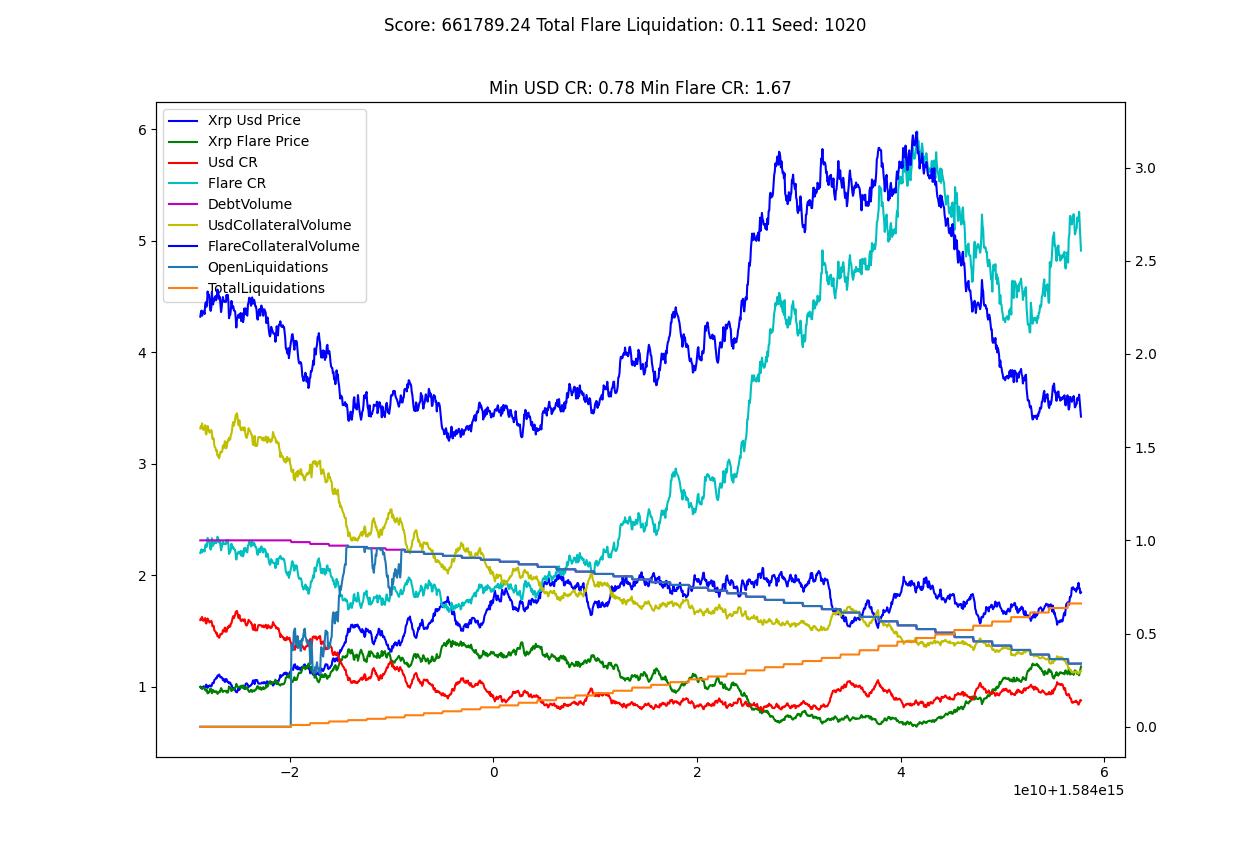 Score: 661789.24 Total Flare Liquidation: 0.11 Seed: 1020
Min USD CR: 0.78 Min Flare CR: 1.67
Xrp Usd Price
Xrp Flare Price
Usd CR
Flare CR
DebtVolume
UsdCollateralVolume
FlareCollateralVolume
OpenLiquidations
TotalLiquidations
6
5
4
3
2
1
3.0
2.5
2.0
1.5
1.0
0.5
0.0
−2 0 2 4 6
1e10+1.584e15